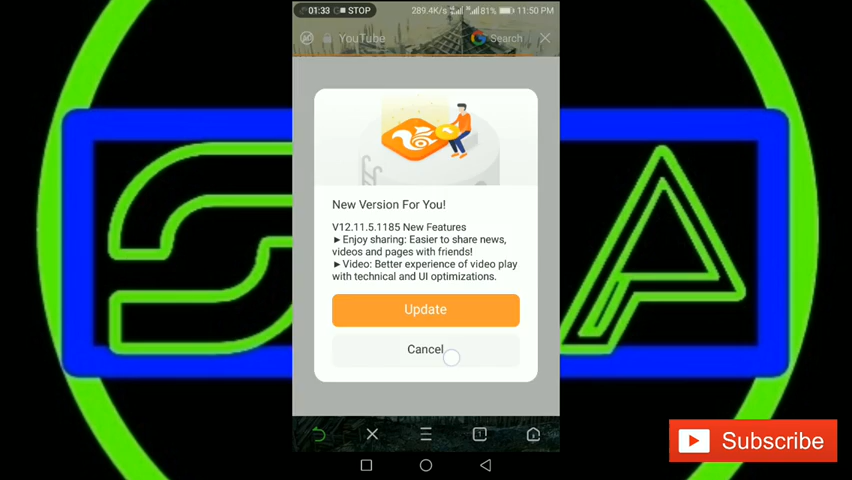 01:33 STOP 289.4K/s 81% 11:50 PM
YouTube Search
New Version For You!
V12.11.5.1185 New Features
►Enjoy sharing: Easier to share news,
videos and pages with friends!
►Video: Better experience of video play
with technical and UI optimizations.
Update
Cancel
1
S A
Subscribe